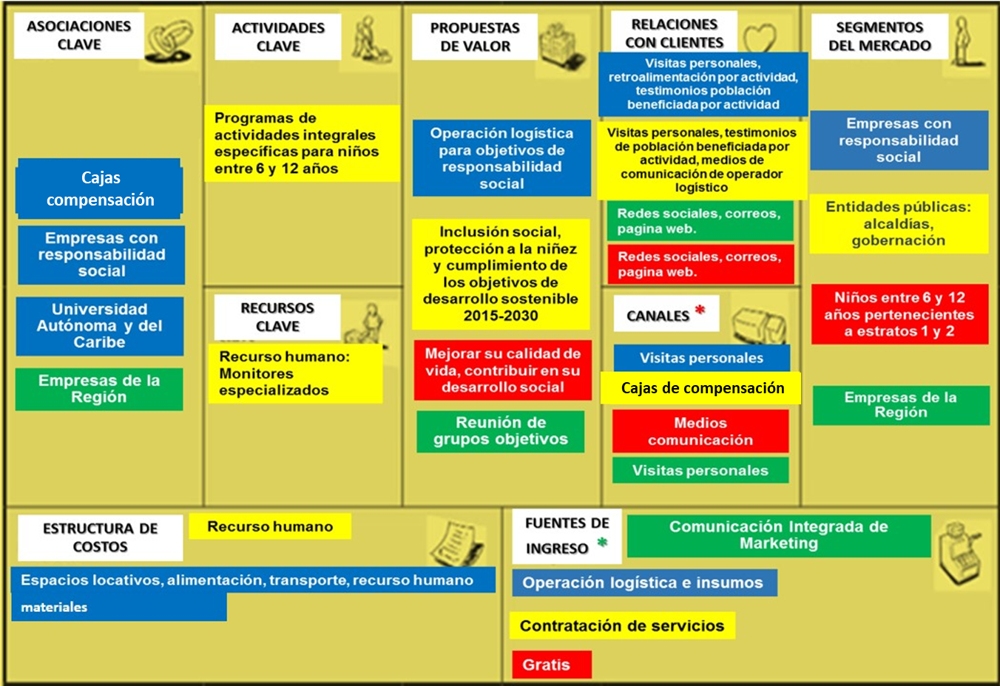 ASOCIACIONES
CLAVE
Cajas
compensación
Empresas con
responsabilidad
social
Universidad
Autónoma y del
Caribe
Empresas de la
Región
ACTIVIDADES
CLAVE
Programas de
actividades integrales
específicas para niños
entre 6 y 12 años
RECURSOS
CLAVE
Recurso humano:
Monitores
especializados
PROPUESTAS
DE VALOR
Operación logística
para objetivos de
responsabilidad
social
Inclusión social,
protección a la niñez
y cumplimiento de
los objetivos de
desarrollo sostenible
2015-2030
Mejorar su calidad de
vida, contribuir en su
desarrollo social
Reunión de
grupos objetivos
RELACIONES
CON CLIENTES
Visitas personales,
retroalimentación por actividad,
testimonios población
beneficiada por actividad
Visitas personales, testimonios
de población beneficiada por
actividad, medios de
comunicación de operador
logístico
Redes sociales, correos,
pagina web.
Redes sociales, correos,
pagina web.
CANALES *
Visitas personales
Cajas de compensación
Medios
comunicación
Visitas personales
SEGMENTOS
DEL MERCADO
Empresas con
responsabilidad
social
Entidades públicas:
alcaldías,
gobernación
Niños entre 6 y 12
años pertenecientes
a estratos 1 y 2
Empresas de la
Región
ESTRUCTURA DE
COSTOS
Recurso humano
Espacios locativos, alimentación, transporte, recurso humano
materiales
FUENTES DE
INGRESO *
Comunicación Integrada de
Marketing
Operación logística e insumos
Contratación de servicios
Gratis